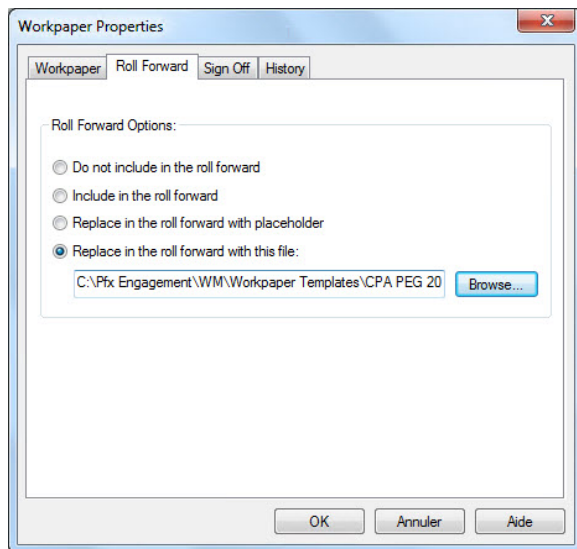 Workpaper Properties
Workpaper Roll Forward Sign Off History
Roll Forward Options:
Do not include in the roll forward
Include in the roll forward
Replace in the roll forward with placeholder
Replace in the roll forward with this file:
C:\Pfx Engagement\WM\Workpaper Templates\CPA PEG 20 Browse...
OK Annuler Aide